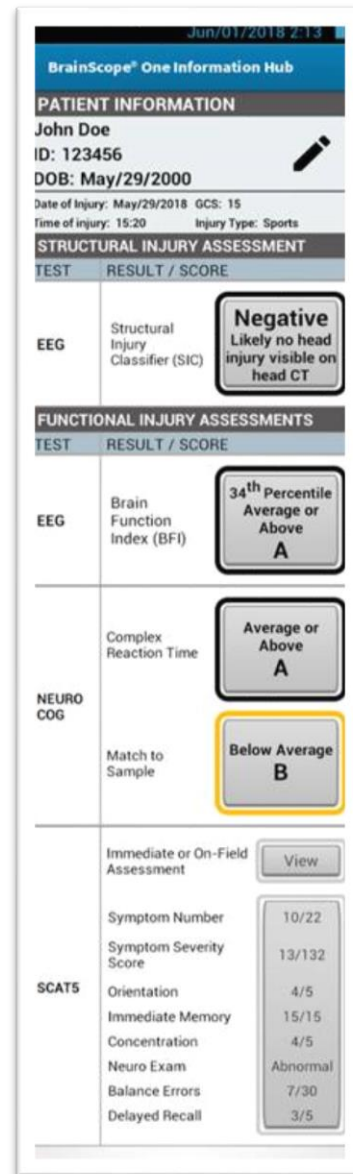 Jun/01/2018 2:13
BrainScope® One Information Hub
PATIENT INFORMATION
John Doe
ID: 123456
DOB: May/29/2000
Date of Injury: May/29/2018 GCS: 15
Time of injury: 15:20 Injury Type: Sports
STRUCTURAL INJURY ASSESSMENT
TEST RESULT / SCORE
EEG
Structural
Injury
Classifier (SIC)
Negative
Likely no head
injury visible on
head CT
FUNCTIONAL INJURY ASSESSMENTS
TEST RESULT / SCORE
EEG
Brain
Function
Index (BFI)
34th Percentile
Average or
Above
A
NEURO
COG
Complex
Reaction Time
Average or
Above
A
Match to
Sample
Below Average
B
SCAT5
Immediate or On-Field
Assessment
View
Symptom Number 10/22
Symptom Severity
Score
13/132
Orientation 4/5
Immediate Memory 15/15
Concentration 4/5
Neuro Exam Abnormal
Balance Errors 7/30
Delayed Recall 3/5